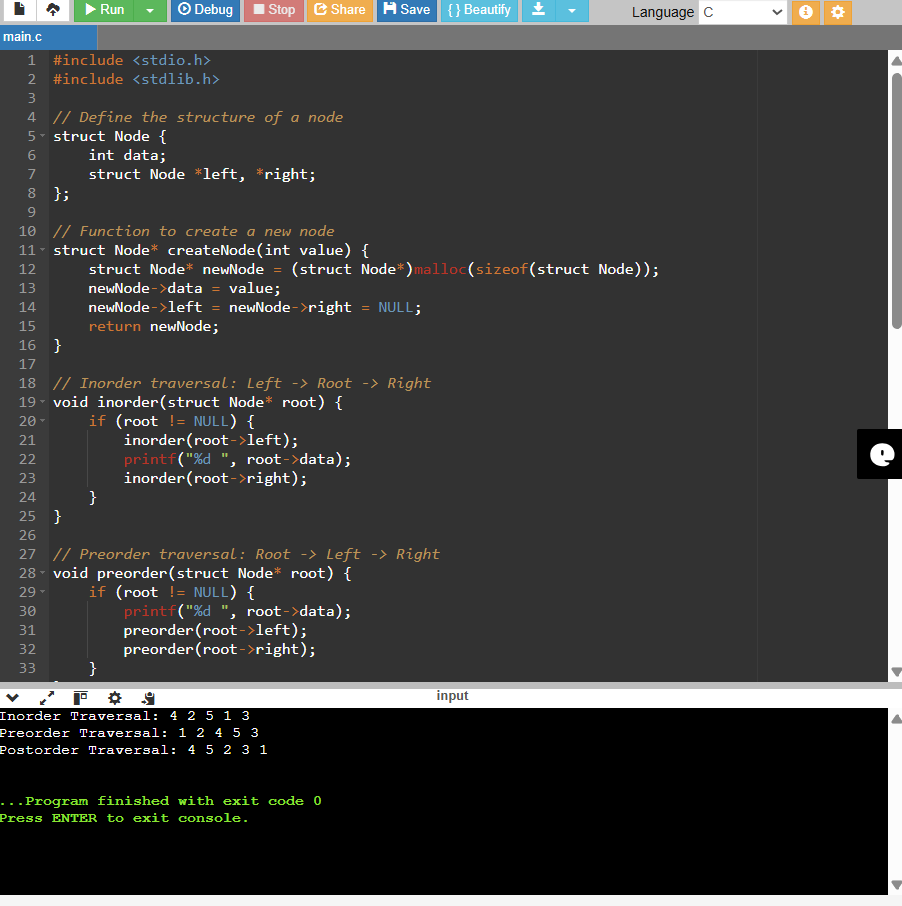 Run Debug Stop Share Save { } Beautify Language C
main.c
1 #include <stdio.h>
2 #include <stdlib.h>
3
4 // Define the structure of a node
5 struct Node {
6     int data;
7     struct Node *left, *right;
8 };
9
10 // Function to create a new node
11 struct Node* createNode(int value) {
12     struct Node* newNode = (struct Node*)malloc(sizeof(struct Node));
13     newNode->data = value;
14     newNode->left = newNode->right = NULL;
15     return newNode;
16 }
17
18 // Inorder traversal: Left -> Root -> Right
19 void inorder(struct Node* root) {
20     if (root != NULL) {
21         inorder(root->left);
22         printf("%d ", root->data);
23         inorder(root->right);
24     }
25 }
26
27 // Preorder traversal: Root -> Left -> Right
28 void preorder(struct Node* root) {
29     if (root != NULL) {
30         printf("%d ", root->data);
31         preorder(root->left);
32         preorder(root->right);
33     }
input
Inorder Traversal: 4 2 5 1 3
Preorder Traversal: 1 2 4 5 3
Postorder Traversal: 4 5 2 3 1
...Program finished with exit code 0
Press ENTER to exit console.